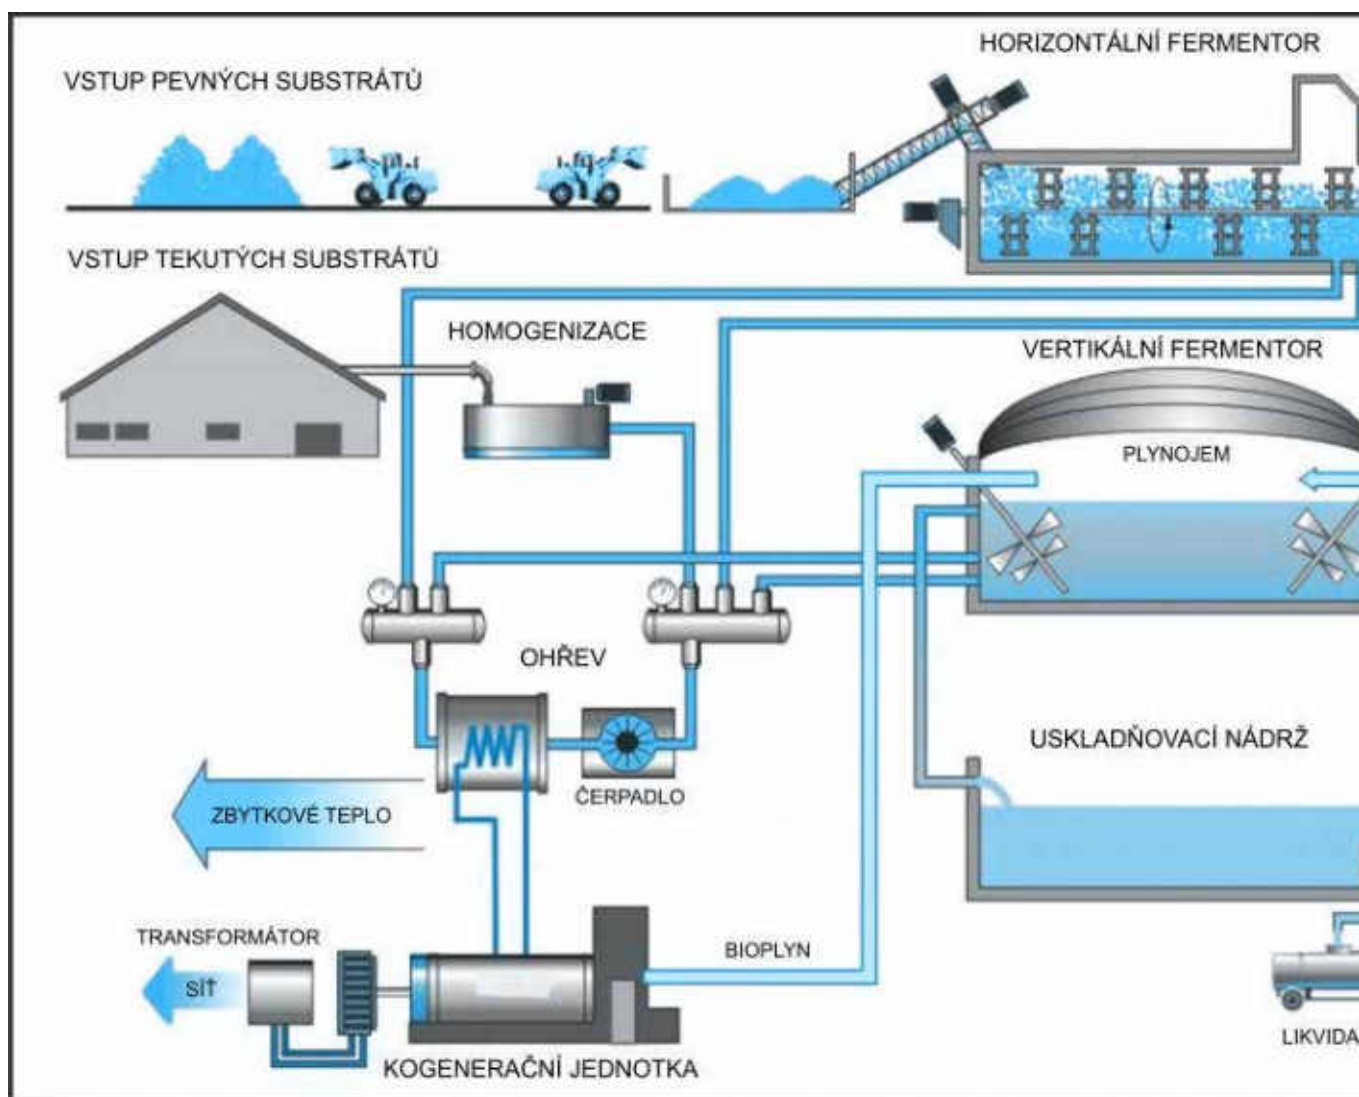 HORIZONTÁLNÍ FERMENTOR
VSTUP PEVNÝCH SUBSTRÁTŮ
VSTUP TEKUTÝCH SUBSTRÁTŮ
HOMOGENIZACE
VERTIKÁLNÍ FERMENTOR
PLYNOJEM
OHŘEV
USKLADŇOVACÍ NÁDRŽ
ČERPADLO
ZBYTKOVÉ TEPLO
TRANSFORMÁTOR
BIOPLYN
SÍŤ
LIKVIDA
KOGENERAČNÍ JEDNOTKA